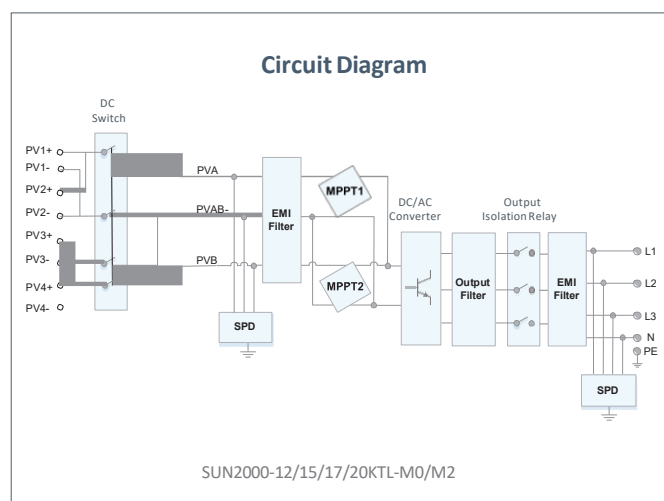 Circuit Diagram
DC
Switch
PV1+
PV1-
PV2+
PV2-
PV3+
PV3-
PV4+
PV4-
PVA
PVAB-
PVB
SPD
EMI
Filter
MPPT1
MPPT2
DC/AC
Converter
Output
Filter
Output
Isolation Relay
EMI
Filter
L1
L2
L3
N
PE
SPD
SUN2000-12/15/17/20KTL-M0/M2